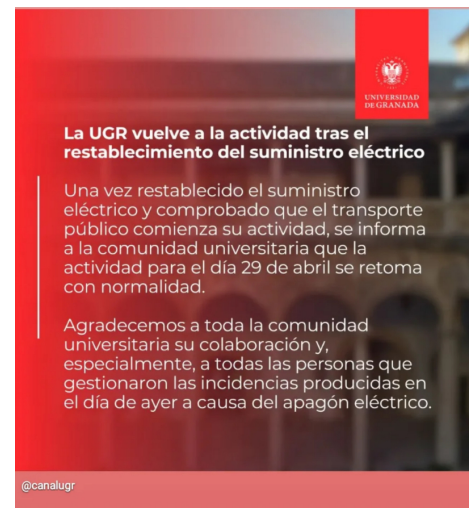 UNIVERSIDAD
DE GRANADA
La UGR vuelve a la actividad tras el
restablecimiento del suministro eléctrico
Una vez restablecido el suministro
eléctrico y comprobado que el transporte
público comienza su actividad, se informa
a la comunidad universitaria que la
actividad para el día 29 de abril se retoma
con normalidad.
Agradecemos a toda la comunidad
universitaria su colaboración y,
especialmente, a todas las personas que
gestionaron las incidencias producidas en
el día de ayer a causa del apagón eléctrico.
@canalugr